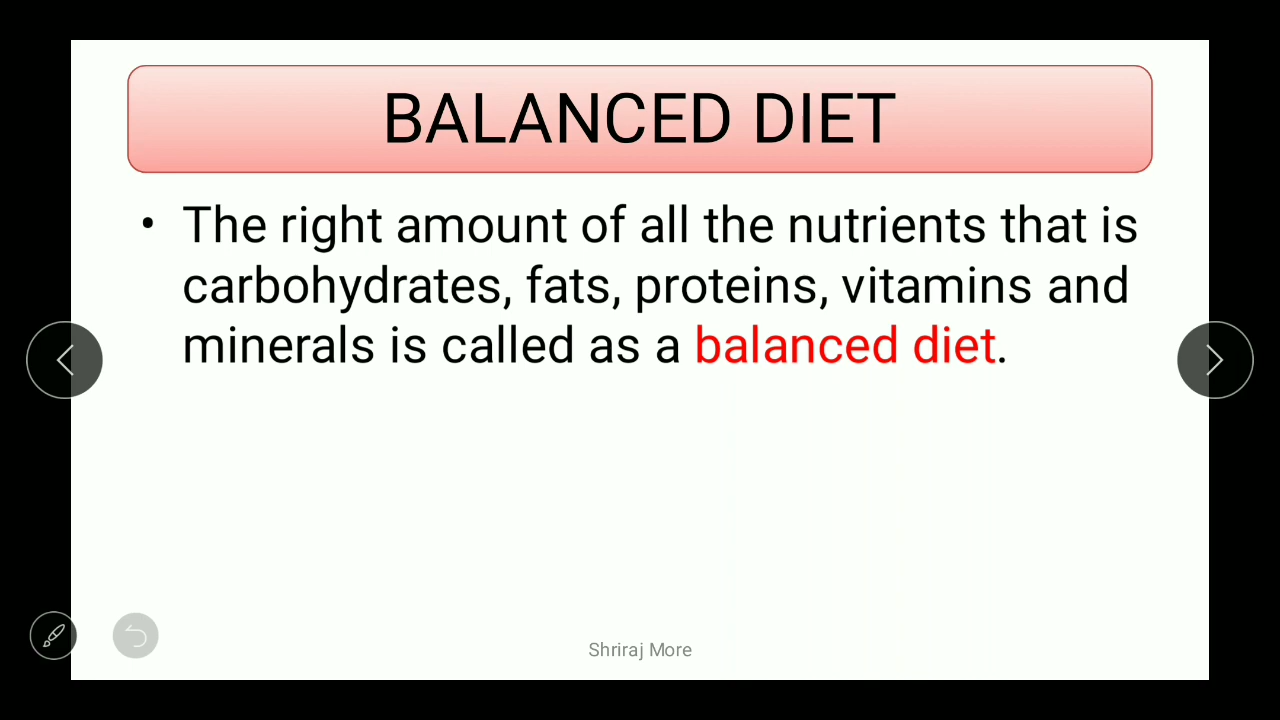 BALANCED DIET
• The right amount of all the nutrients that is
carbohydrates, fats, proteins, vitamins and
minerals is called as a balanced diet.
Shriraj More